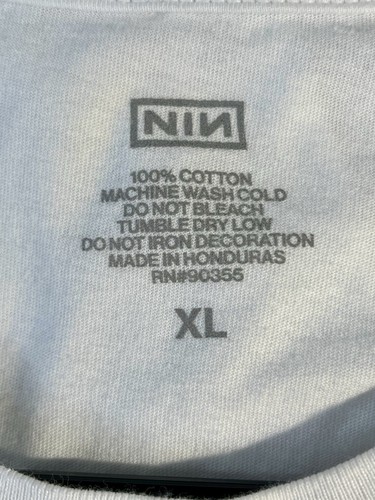 NIИ
100% COTTON
MACHINE WASH COLD
DO NOT BLEACH
TUMBLE DRY LOW
DO NOT IRON DECORATION
MADE IN HONDURAS
RN#90355
XL